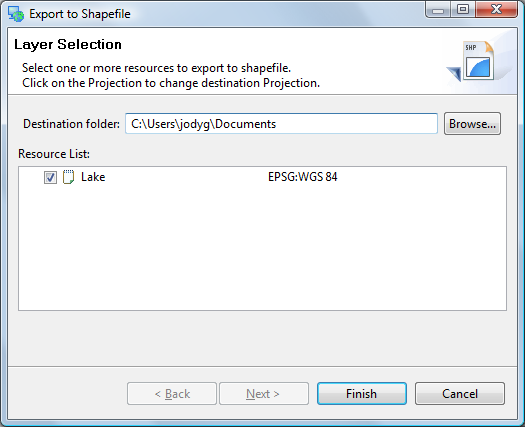 Export to Shapefile
Layer Selection
Select one or more resources to export to shapefile.
Click on the Projection to change destination Projection.
SHP
Destination folder: C:\Users\jodyg\Documents Browse...
Resource List:
Lake EPSG:WGS 84
< Back Next > Finish Cancel